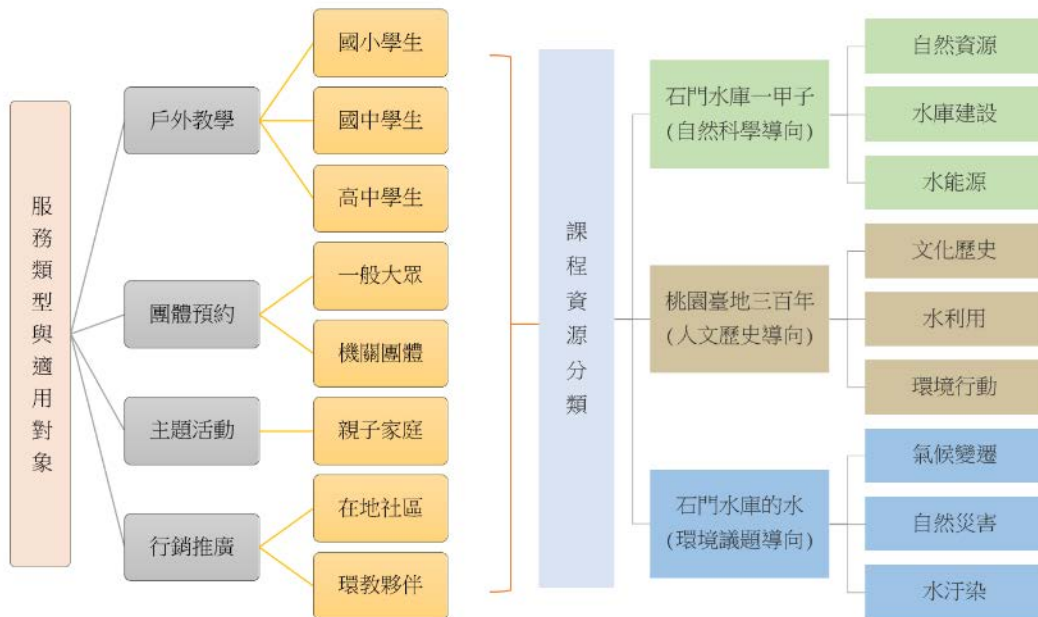 服務類型與適用對象
戶外教學
國小學生
國中學生
高中學生
團體預約
一般大眾
機關團體
主題活動
親子家庭
行銷推廣
在地社區
環教夥伴
課程資源分類
石門水庫一甲子
(自然科學導向)
自然資源
水庫建設
水能源
桃園臺地三百年
(人文歷史導向)
文化歷史
水利用
環境行動
石門水庫的水
(環境議題導向)
氣候變遷
自然災害
水汙染